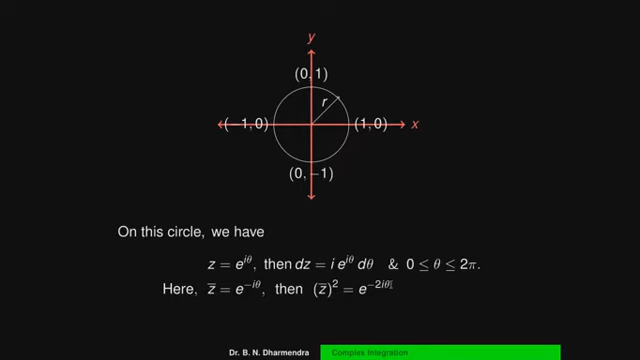 y
(0, 1)
r
(−1, 0) (1, 0) x
(0, −1)
On this circle, we have
z = e^{iθ}, then dz = i e^{iθ} dθ & 0 ≤ θ ≤ 2π.
Here, z̅ = e^{−iθ}, then (z̅)² = e^{−2iθ}
Dr. B. N. Dharmendra Complex Integration